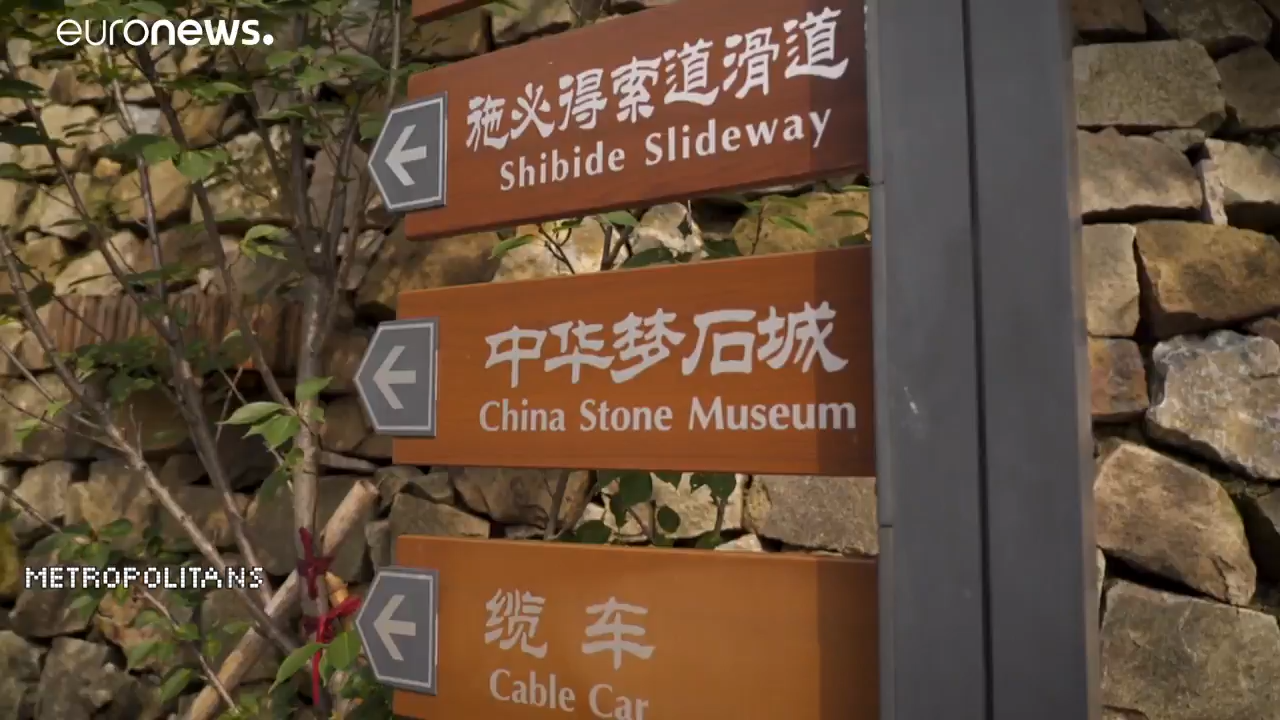 euronews.
施必得索道滑道
Shibide Slideway
中华梦石城
China Stone Museum
METROPOLITANS
缆车
Cable Car